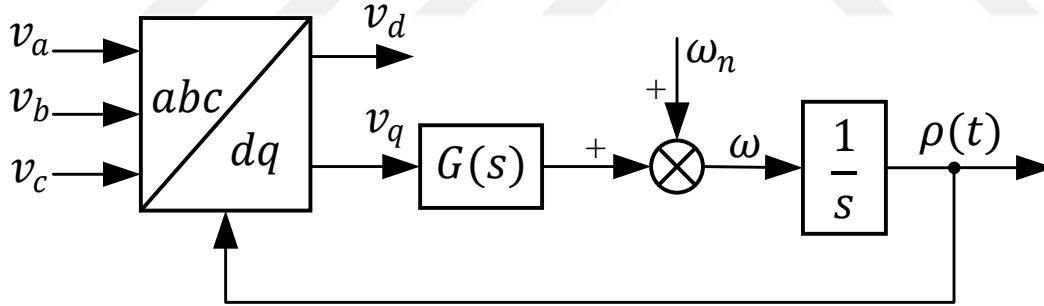 v_a
v_b
v_c
abc
dq
v_d
v_q
G(s)
+
+
ω_n
ω
1
s
ρ(t)